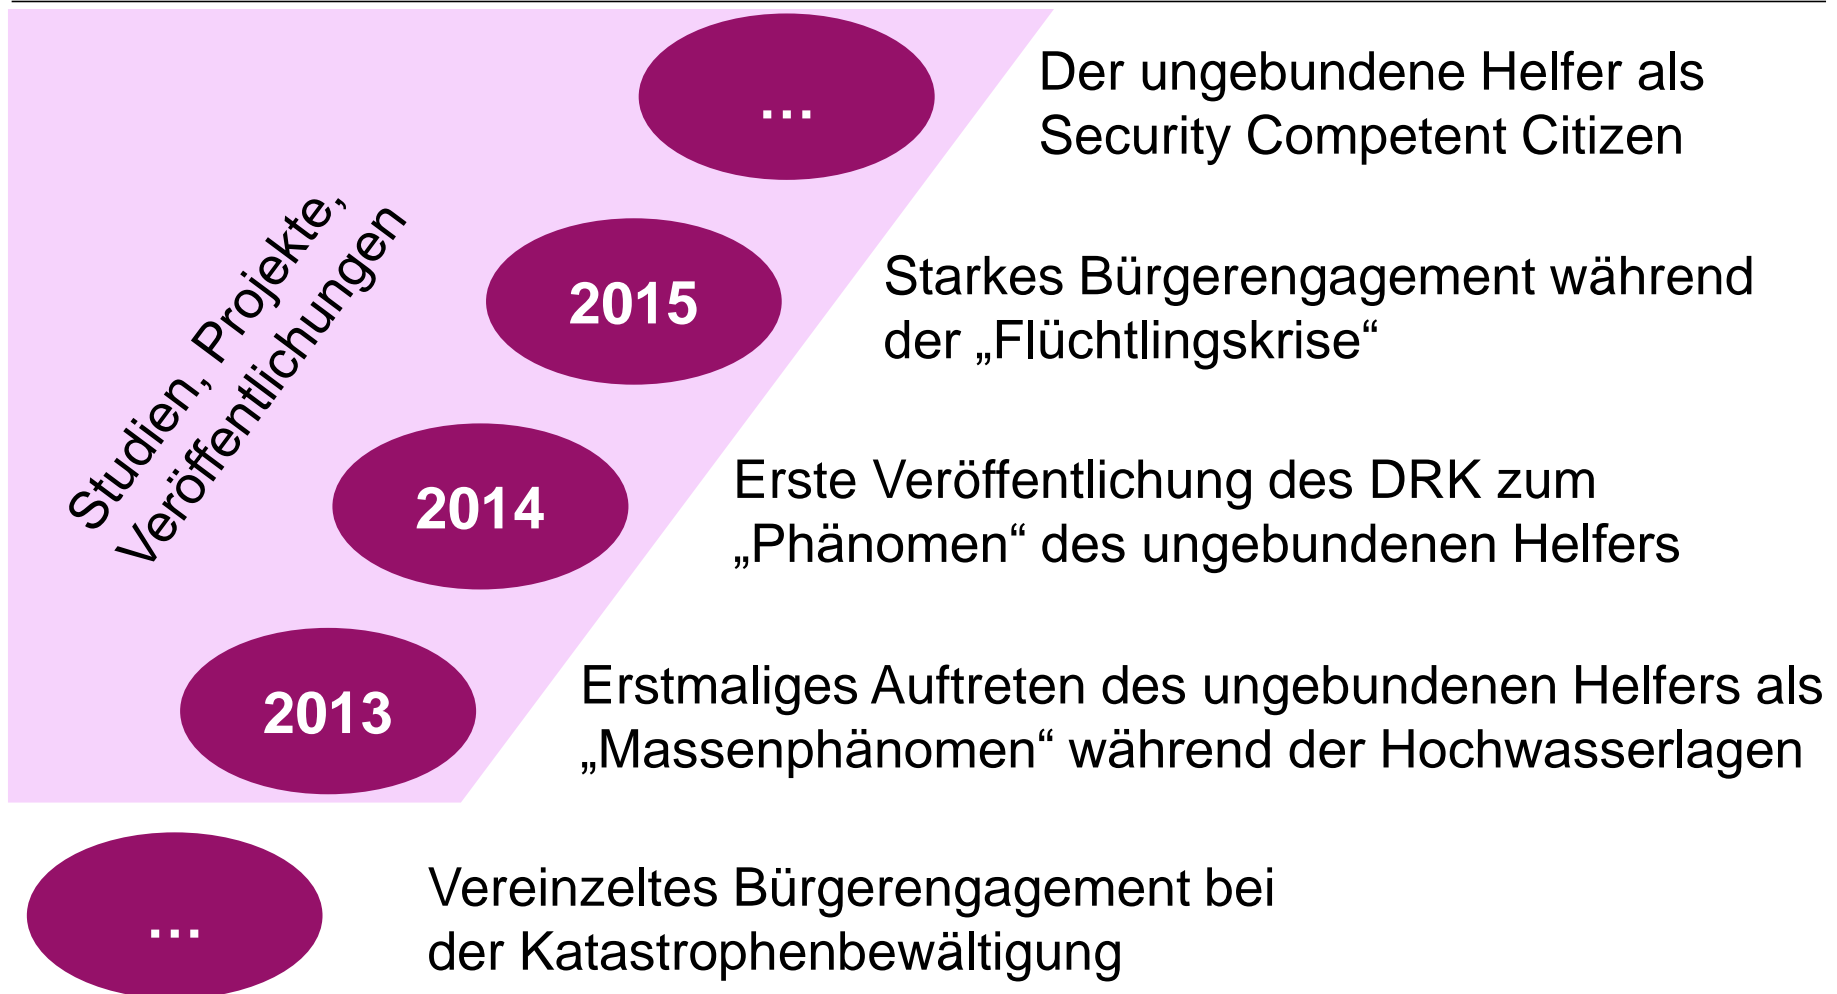 ...
Der ungebundene Helfer als
Security Competent Citizen
Studien, Projekte,
Veröffentlichungen
2015
Starkes Bürgerengagement während
der „Flüchtlingskrise“
2014
Erste Veröffentlichung des DRK zum
„Phänomen“ des ungebundenen Helfers
2013
Erstmaliges Auftreten des ungebundenen Helfers als
„Massenphänomen“ während der Hochwasserlagen
...
Vereinzeltes Bürgerengagement bei
der Katastrophenbewältigung